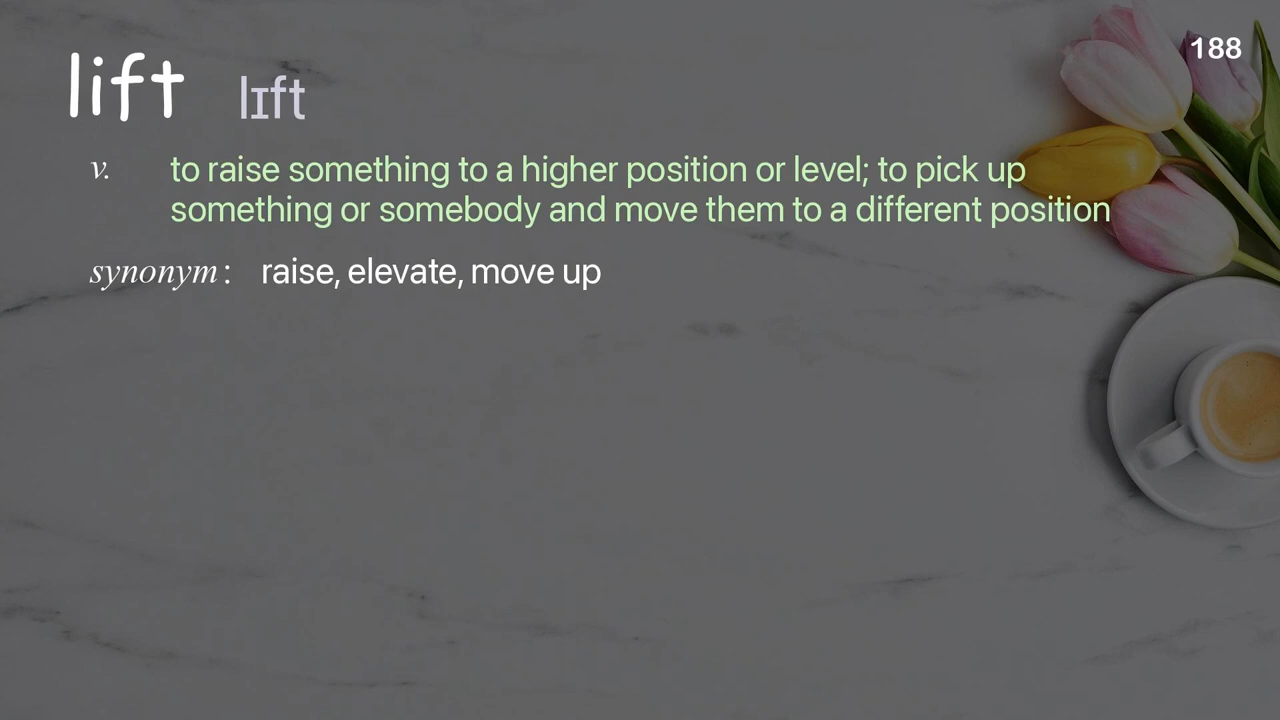 188
lift lɪft
v. to raise something to a higher position or level; to pick up
something or somebody and move them to a different position
synonym : raise, elevate, move up